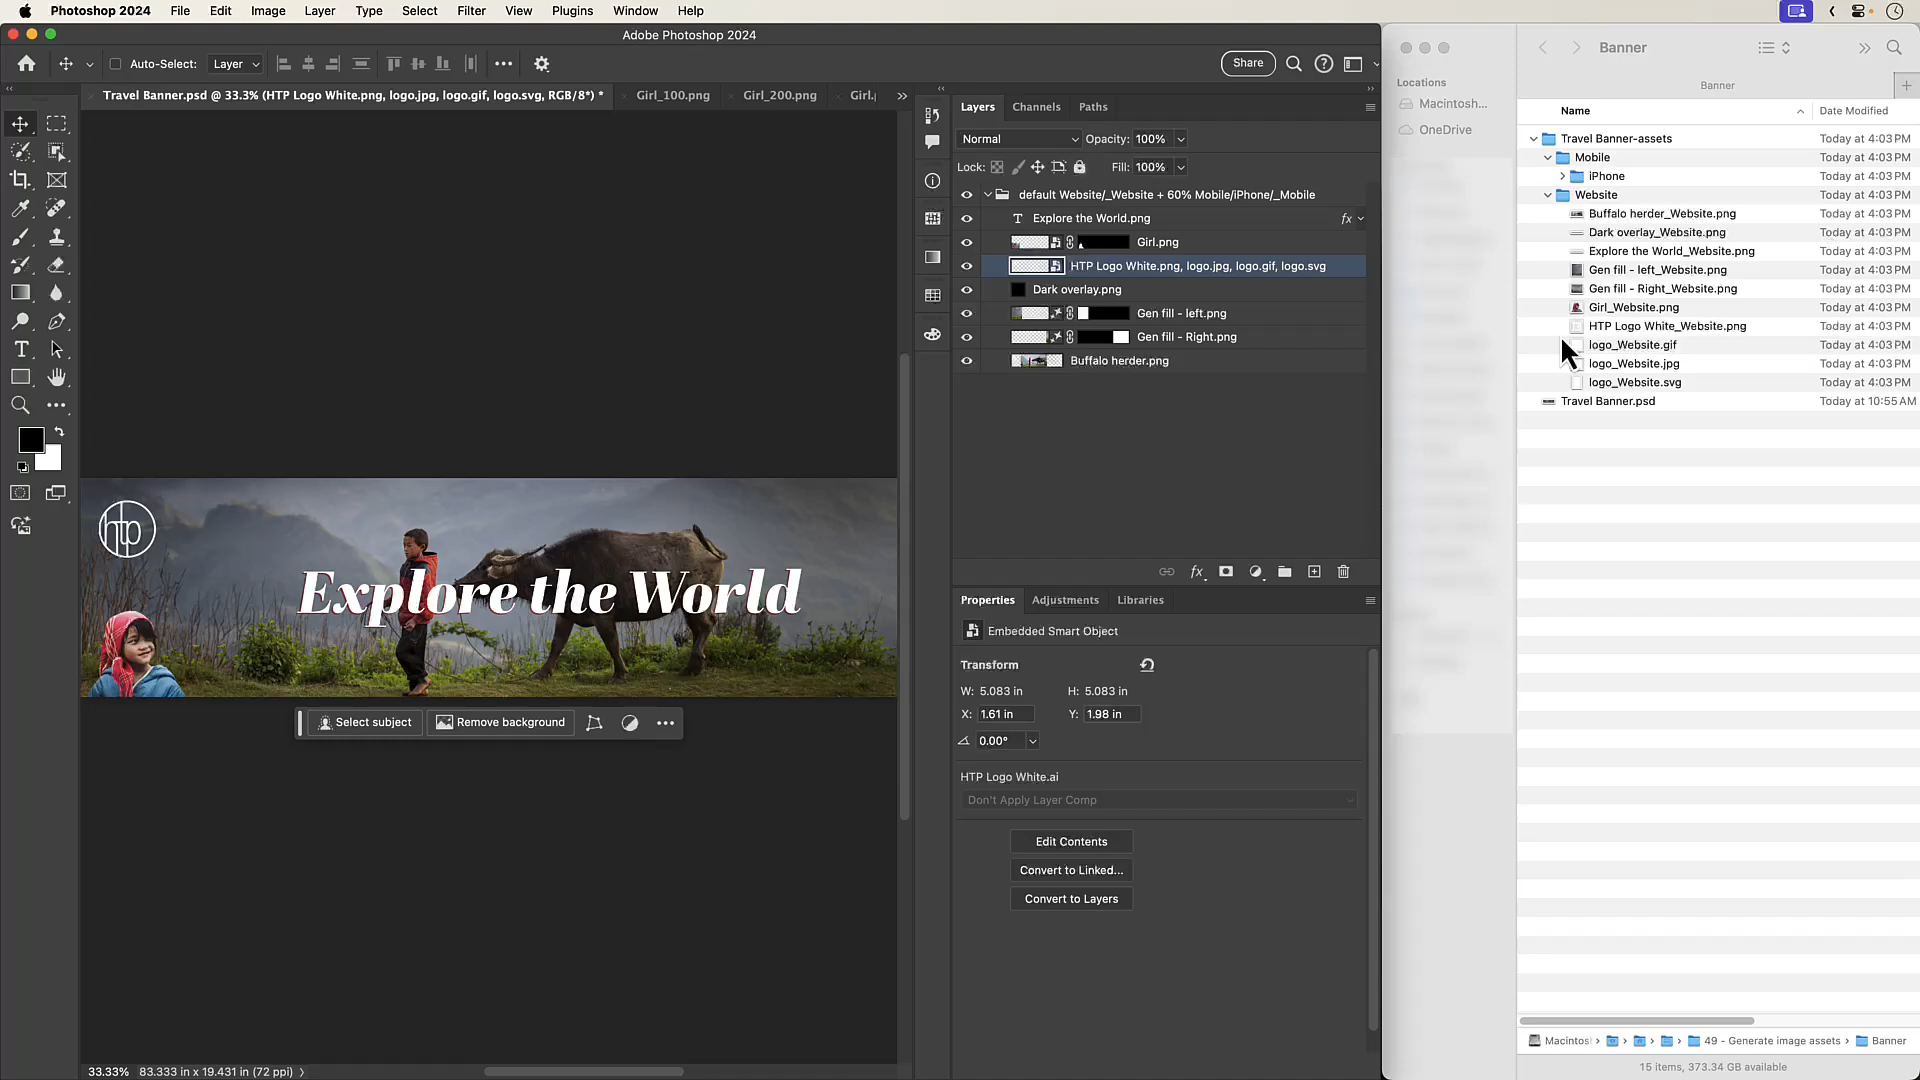 Photoshop 2024 File Edit Image Layer Type Select Filter View Plugins Window Help
Adobe Photoshop 2024
Auto-Select: Layer Share
Travel Banner.psd @ 33.3% (HTP Logo White.png, logo.jpg, logo.gif, logo.svg, RGB/8*) * Girl_100.png Girl_200.png Girl.
Layers Channels Paths
Normal Opacity: 100%
Lock: Fill: 100%
default Website/_Website + 60% Mobile/iPhone/_Mobile
Explore the World.png fx
Girl.png
HTP Logo White.png, logo.jpg, logo.gif, logo.svg
Dark overlay.png
Gen fill - left.png
Gen fill - Right.png
Buffalo herder.png
fx
htp
Explore the World
Select subject Remove background
33.33% 83.333 in x 19.431 in (72 ppi)
Properties Adjustments Libraries
Embedded Smart Object
Transform
W: 5.083 in H: 5.083 in
X: 1.61 in Y: 1.98 in
0.00°
HTP Logo White.ai
Don't Apply Layer Comp
Edit Contents
Convert to Linked...
Convert to Layers
Banner
Locations
Macintosh...
OneDrive
Banner
Name Date Modified
Travel Banner-assets Today at 4:03 PM
Mobile Today at 4:03 PM
iPhone Today at 4:03 PM
Website Today at 4:03 PM
Buffalo herder_Website.png Today at 4:03 PM
Dark overlay_Website.png Today at 4:03 PM
Explore the World_Website.png Today at 4:03 PM
Gen fill - left_Website.png Today at 4:03 PM
Gen fill - Right_Website.png Today at 4:03 PM
Girl_Website.png Today at 4:03 PM
HTP Logo White_Website.png Today at 4:03 PM
logo_Website.gif Today at 4:03 PM
logo_Website.jpg Today at 4:03 PM
logo_Website.svg Today at 4:03 PM
Travel Banner.psd Today at 10:55 AM
Macintos 49 - Generate image assets Banner
15 items, 373.34 GB available